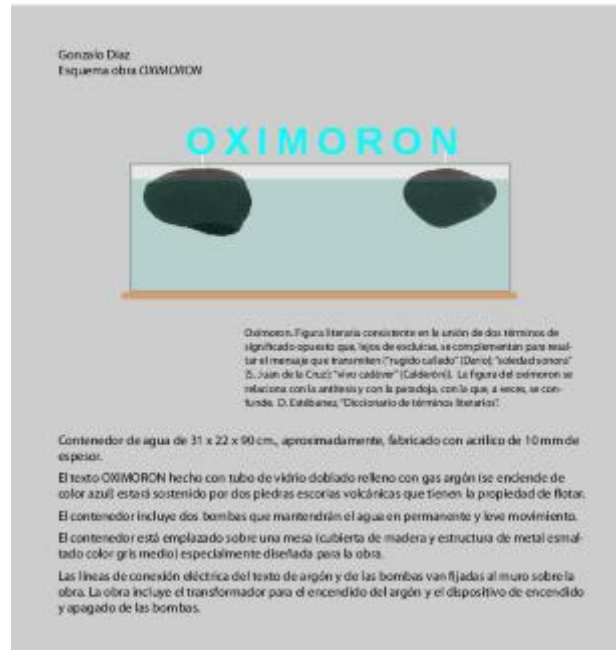 Gonzalo Díaz
Esquema obra OXIMORON
OXIMORON
Oximoron. Figura literaria consistente en la unión de dos términos de
significado opuesto que, lejos de excluirse, se complementan para resal-
tar el mensaje que transmiten ("rugido callado" (Darío); "soledad sonora"
(S. Juan de la Cruz); "vivo cadáver" (Calderón)). La figura del oximoron se
relaciona con la antítesis y con la paradoja, con la que, a veces, se con-
funde. D. Estébanez, "Diccionario de términos literarios".
Contenedor de agua de 31 x 22 x 90 cm., aproximadamente, fabricado con acrílico de 10 mm de
espesor.
El texto OXIMORON hecho con tubo de vidrio doblado relleno con gas argón (se enciende de
color azul) estará sostenido por dos piedras escorias volcánicas que tienen la propiedad de flotar.
El contenedor incluye dos bombas que mantendrán el agua en permanente y leve movimiento.
El contenedor está emplazado sobre una mesa (cubierta de madera y estructura de metal esmal-
tado color gris medio) especialmente diseñada para la obra.
Las líneas de conexión eléctrica del texto de argón y de las bombas van fijadas al muro sobre la
obra. La obra incluye el transformador para el encendido del argón y el dispositivo de encendido
y apagado de las bombas.